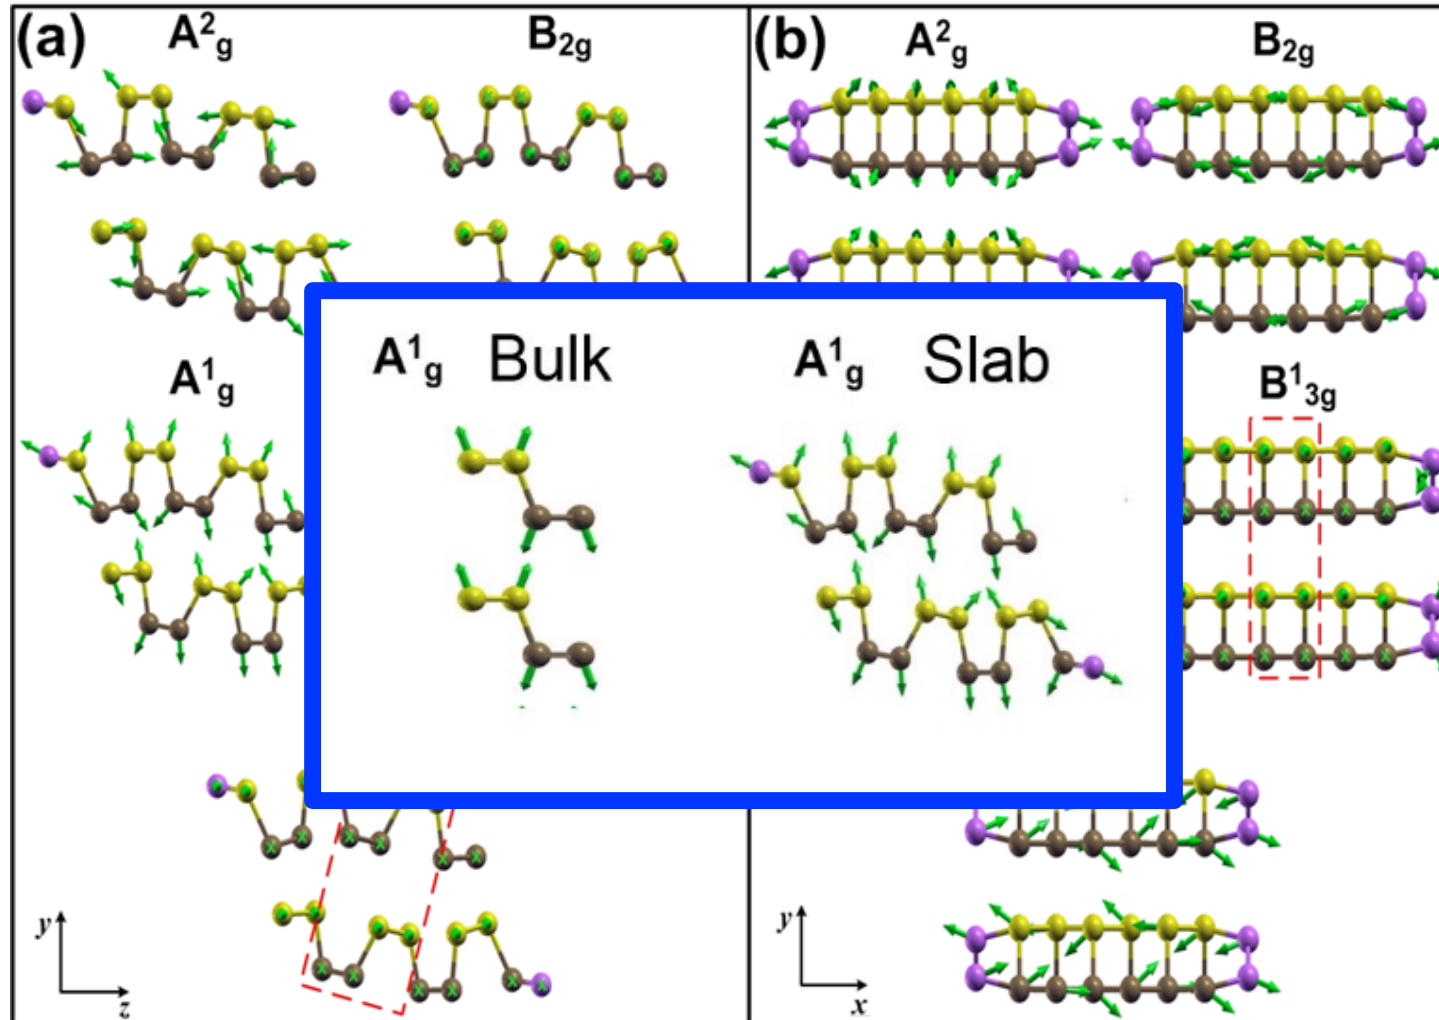 (a) A²g B₂g
(b) A²g B₂g
A¹g
A¹g Bulk
A¹g Slab
B¹₃g
y
z
y
x